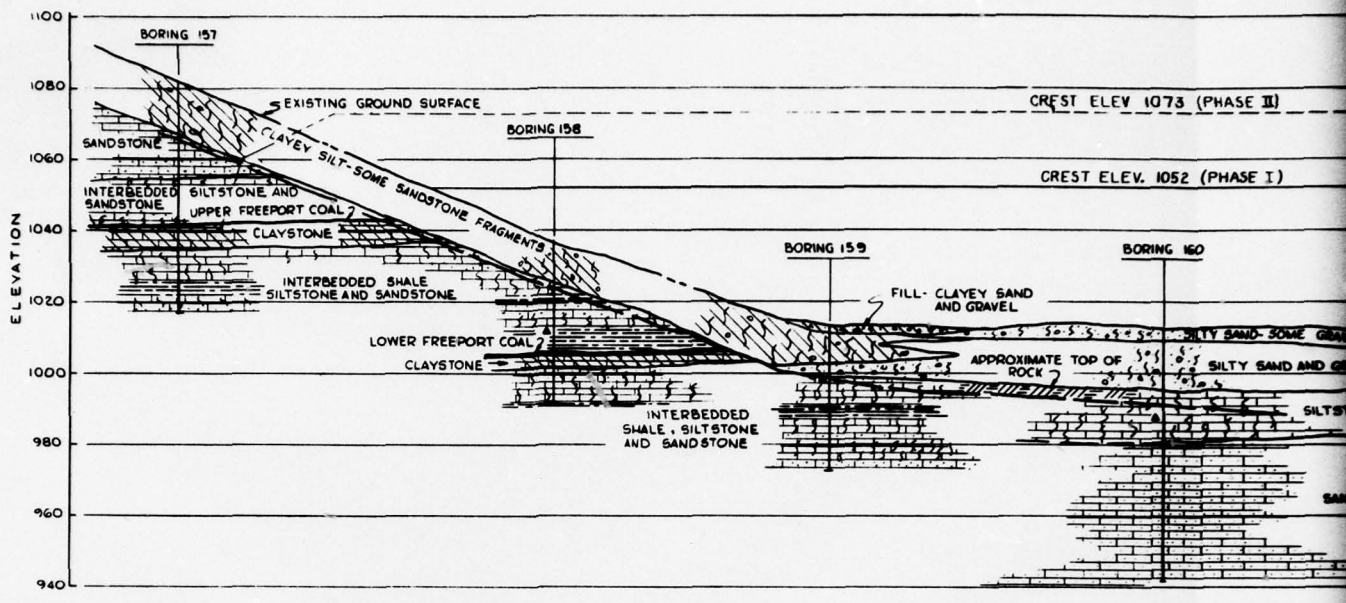 1100
BORING 157
1080
EXISTING GROUND SURFACE
CREST ELEV 1073 (PHASE II)
BORING 158
CLAYEY SILT-SOME SANDSTONE FRAGMENTS
SANDSTONE
1060
CREST ELEV. 1052 (PHASE I)
INTERBEDDED SILTSTONE AND
SANDSTONE
UPPER FREEPORT COAL
1040
CLAYSTONE
BORING 159
BORING 160
ELEVATION
INTERBEDDED SHALE
SILTSTONE AND SANDSTONE
1020
FILL- CLAYEY SAND
AND GRAVEL
LOWER FREEPORT COAL
SILTY SAND-SOME
CLAYSTONE
APPROXIMATE TOP OF
ROCK
SILTY SAND AND
1000
INTERBEDDED
SHALE, SILTSTONE
AND SANDSTONE
980
960
940